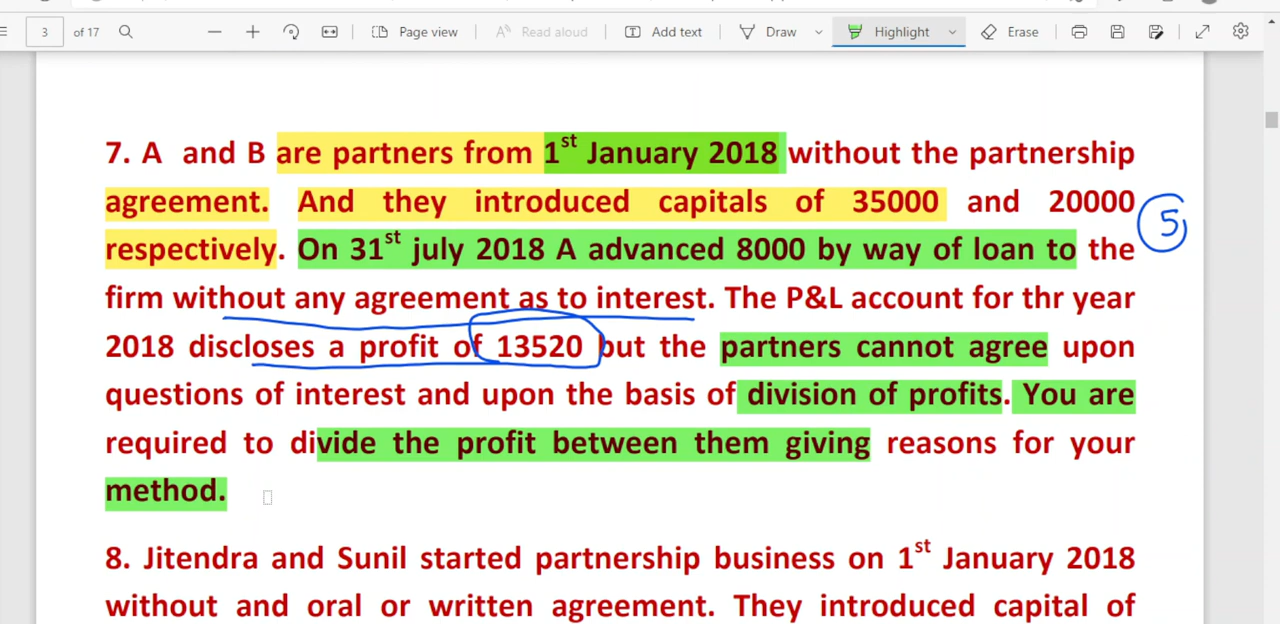 3 of 17 Page view Read aloud Add text Draw Highlight Erase
7. A and B are partners from 1st January 2018 without the partnership
agreement. And they introduced capitals of 35000 and 20000
respectively. On 31st july 2018 A advanced 8000 by way of loan to the
5
firm without any agreement as to interest. The P&L account for thr year
2018 discloses a profit of 13520 but the partners cannot agree upon
questions of interest and upon the basis of division of profits. You are
required to divide the profit between them giving reasons for your
method.
8. Jitendra and Sunil started partnership business on 1st January 2018
without and oral or written agreement. They introduced capital of